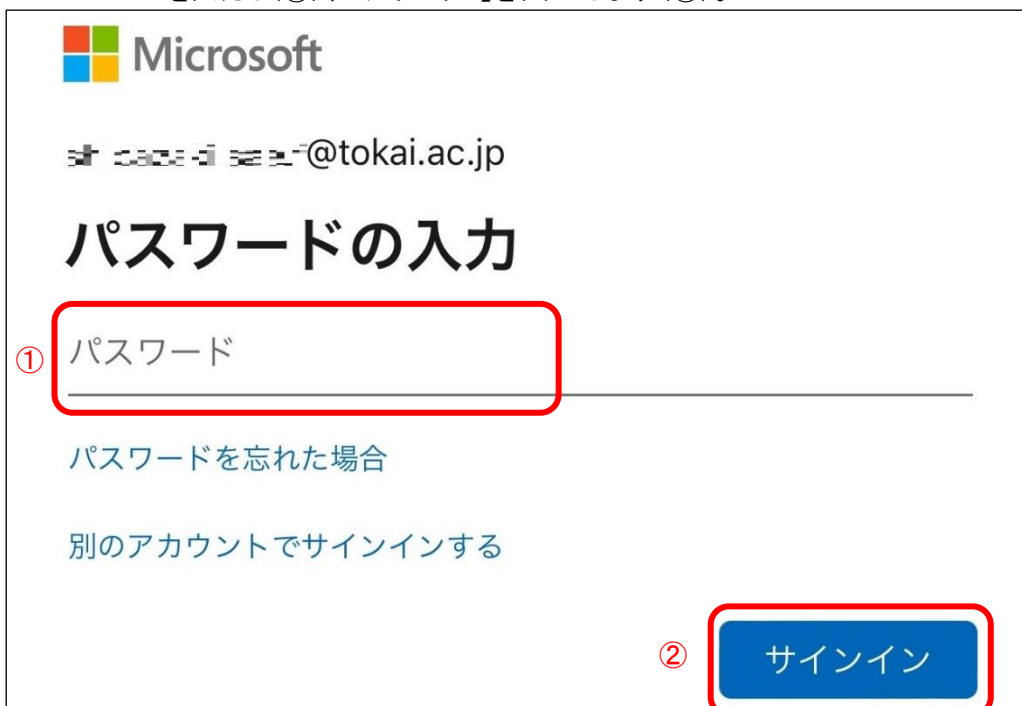 Microsoft
@tokai.ac.jp
パスワードの入力
① パスワード
パスワードを忘れた場合
別のアカウントでサインインする
② サインイン